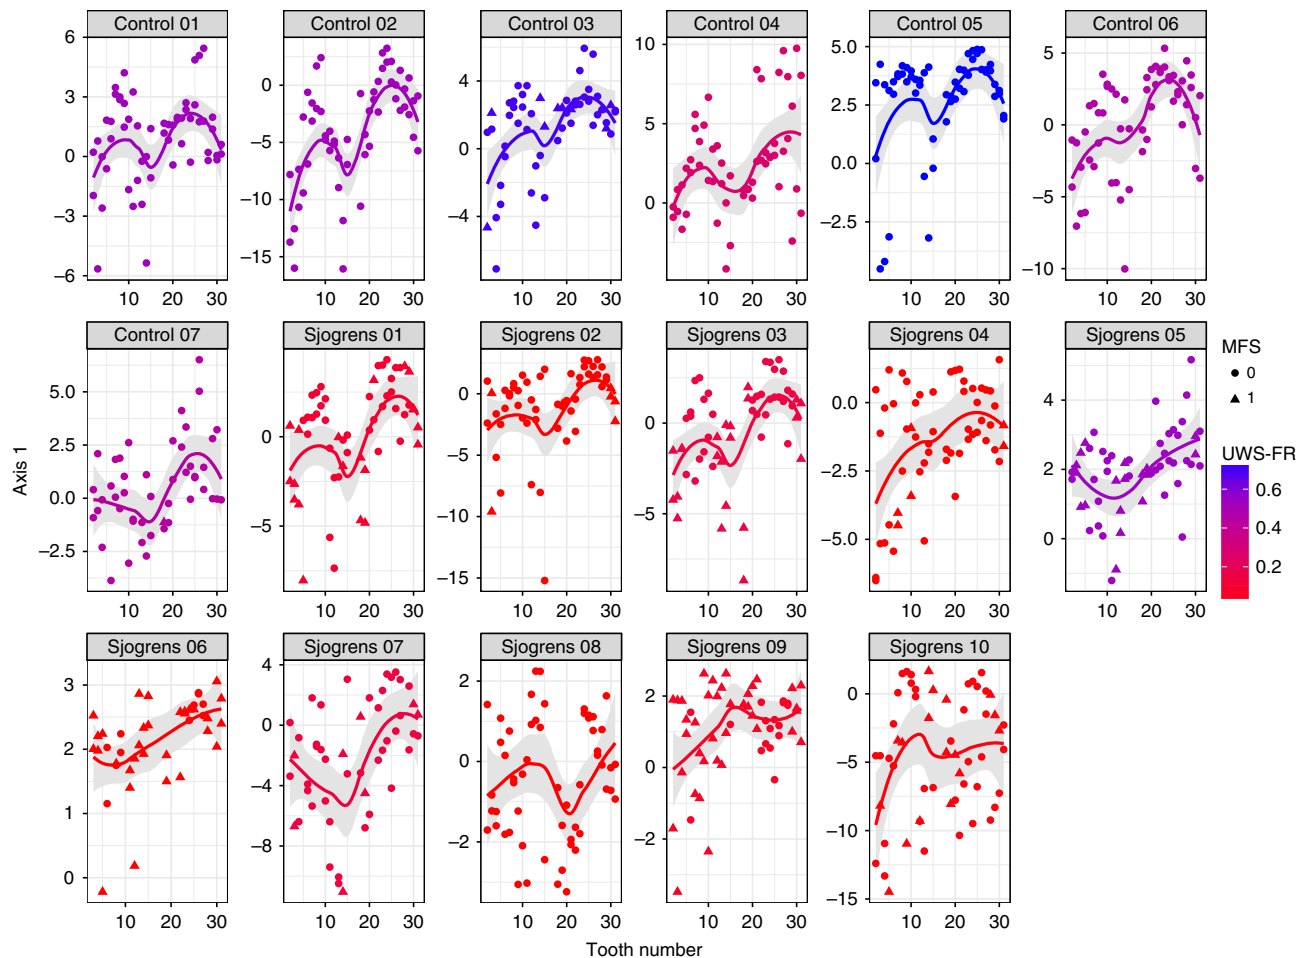 Control 01 Control 02 Control 03 Control 04 Control 05 Control 06
6 3 0 −3 −6
0 −5 −10 −15
4 0 −4
10 5 0
5.0 2.5 0.0 −2.5
5 0 −5 −10
10 20 30 10 20 30 10 20 30 10 20 30 10 20 30 10 20 30
Control 07 Sjogrens 01 Sjogrens 02 Sjogrens 03 Sjogrens 04 Sjogrens 05
5.0 2.5 0.0 −2.5
0 −5
0 −5 −10 −15
0 −5
0.0 −2.5 −5.0
4 2 0
10 20 30 10 20 30 10 20 30 10 20 30 10 20 30 10 20 30
Sjogrens 06 Sjogrens 07 Sjogrens 08 Sjogrens 09 Sjogrens 10
3 2 1 0
4 0 −4 −8
2 0 −2
2 0 −2
0 −5 −10 −15
10 20 30 10 20 30 10 20 30 10 20 30 10 20 30
Axis 1
Tooth number
MFS
0
1
UWS-FR
0.6
0.4
0.2